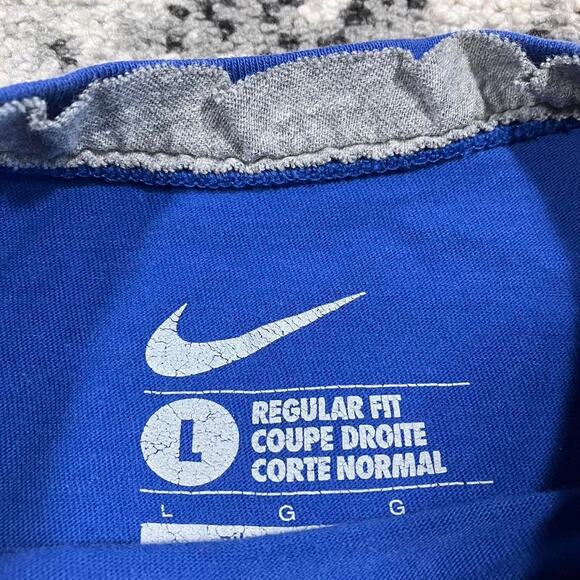 L
REGULAR FIT
COUPE DROITE
CORTE NORMAL
L G G